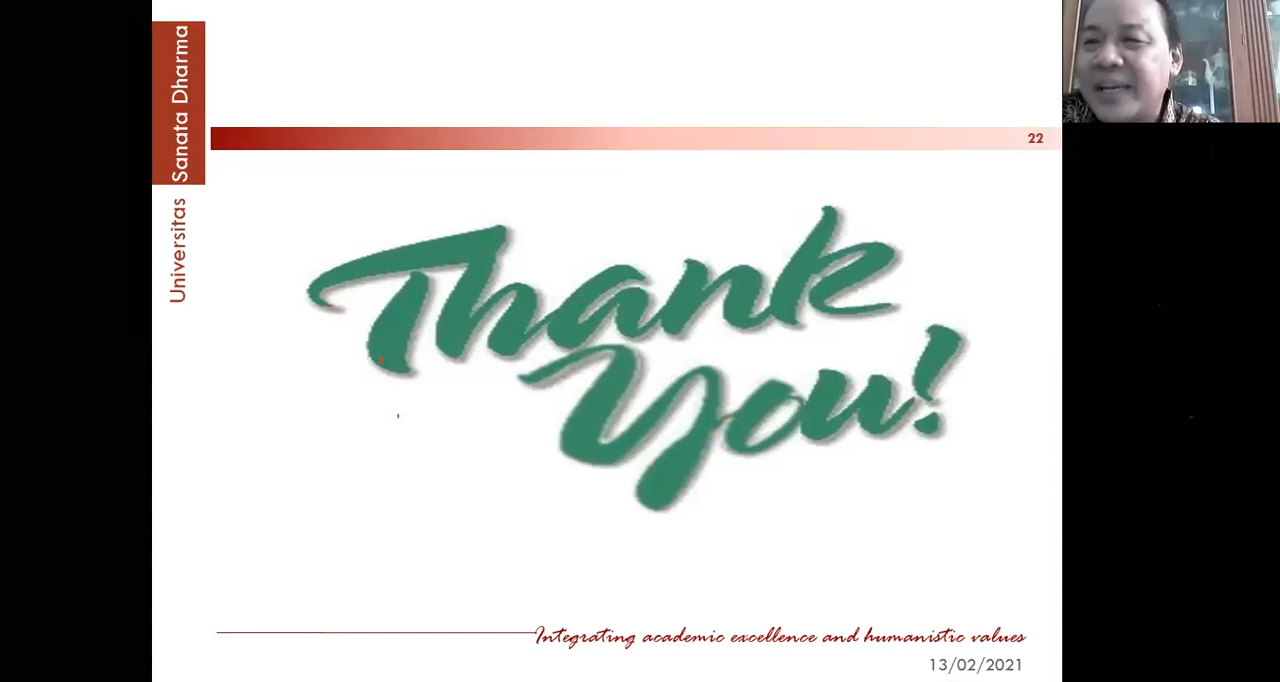 Universitas Sanata Dharma
22
Thank
You!
Integrating academic excellence and humanistic values
13/02/2021